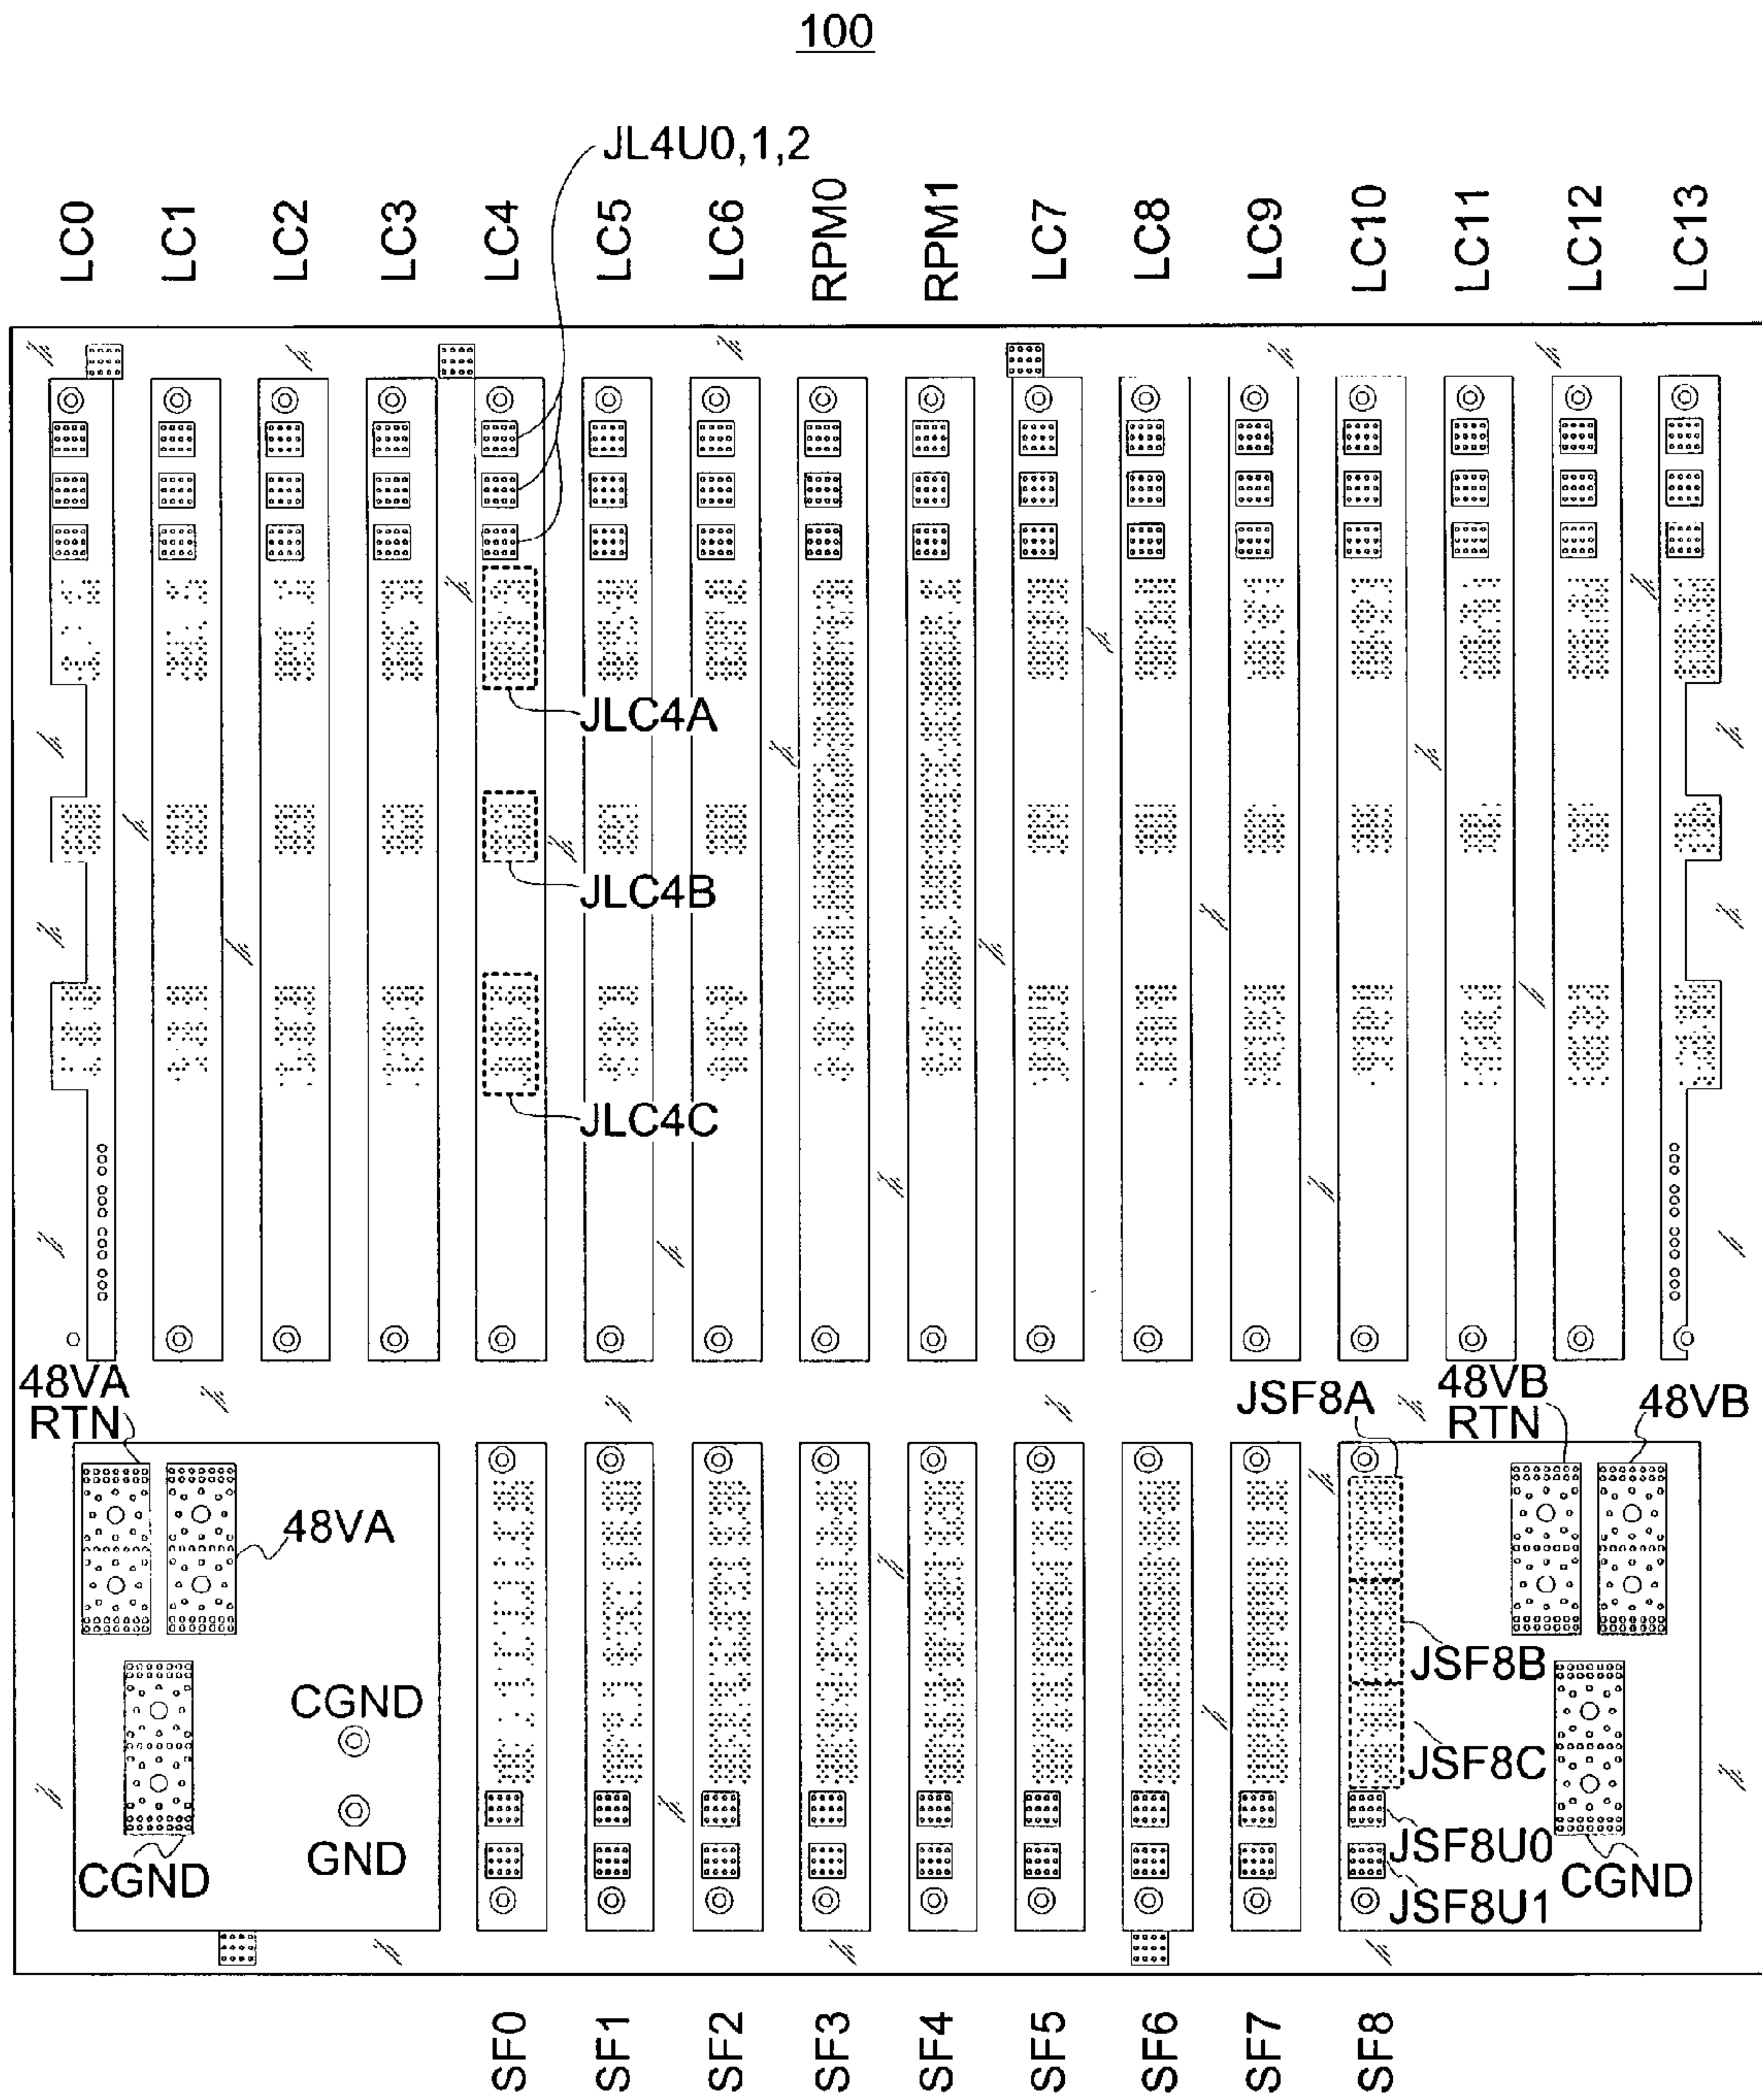 100
JL4U0,1,2
LC0
LC1
LC2
LC3
LC4
LC5
LC6
RPM0
RPM1
LC7
LC8
LC9
LC10
LC11
LC12
LC13
JLC4A
JLC4B
JLC4C
48VA
RTN
48VA
JSF8A
48VB
RTN
48VB
JSF8B
CGND
JSF8C
GND
CGND
JSF8U0
CGND
JSF8U1
SF0
SF1
SF2
SF3
SF4
SF5
SF6
SF7
SF8